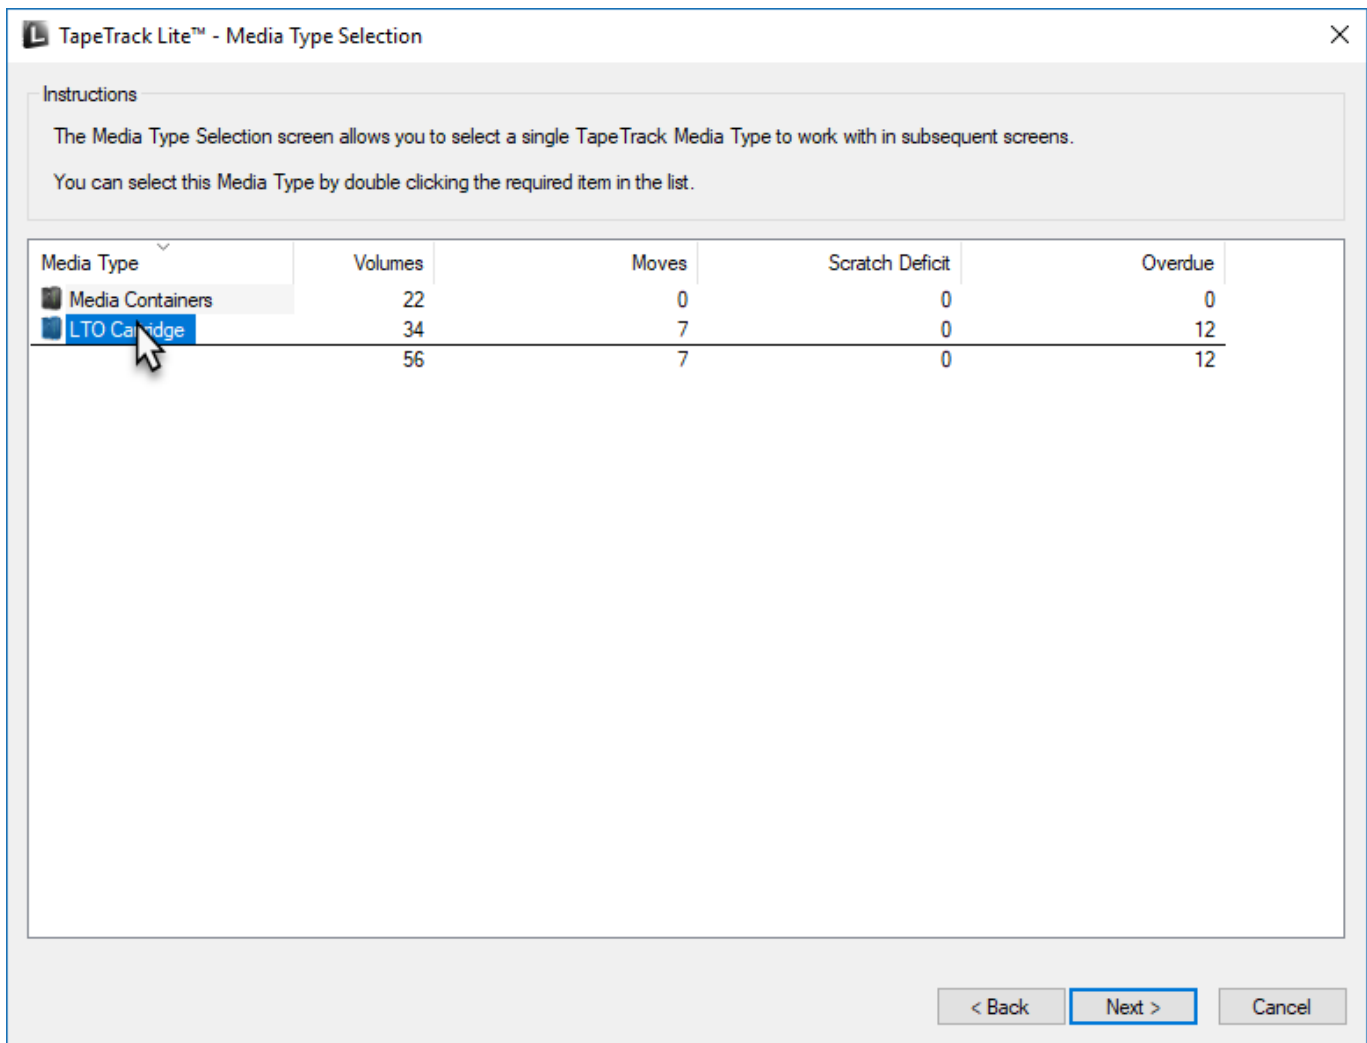 TapeTrack Lite™ - Media Type Selection
Instructions
The Media Type Selection screen allows you to select a single TapeTrack Media Type to work with in subsequent screens.
You can select this Media Type by double clicking the required item in the list.
Media Type Volumes Moves Scratch Deficit Overdue
Media Containers 22 0 0 0
LTO Cartridge 34 7 0 12
56 7 0 12
< Back Next > Cancel